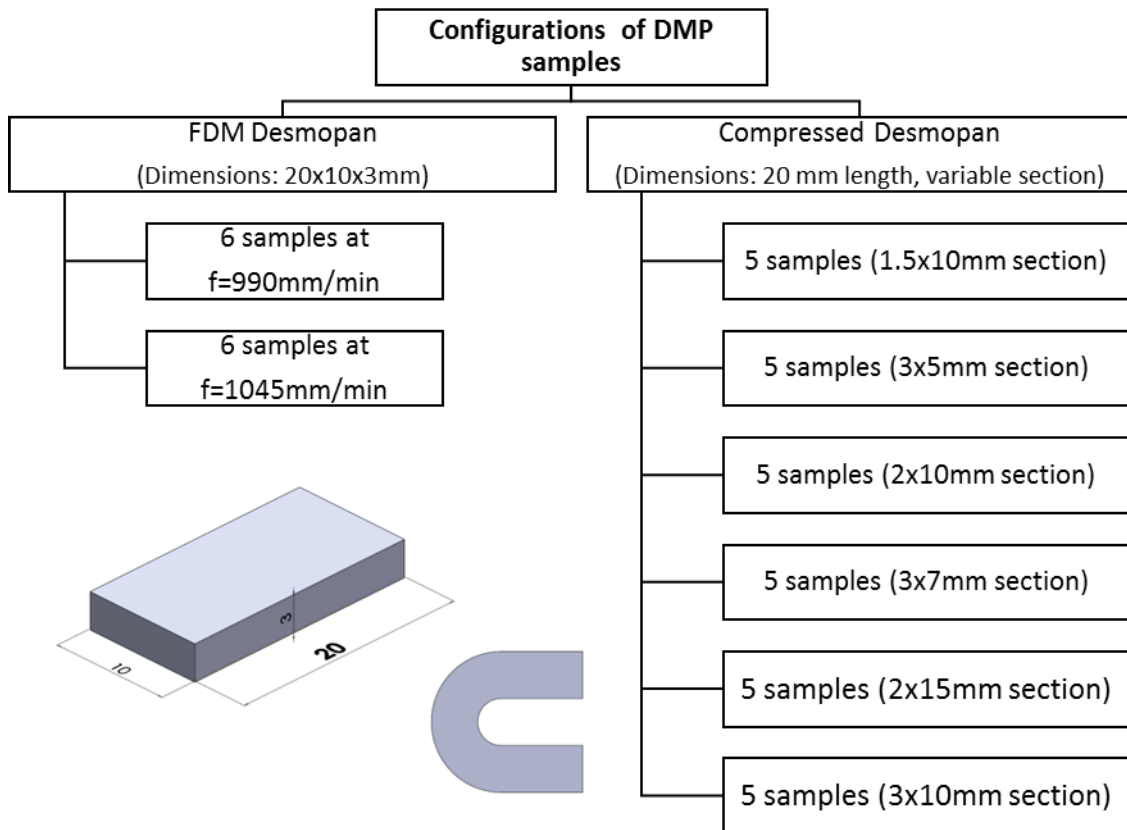 Configurations of DMP
samples
FDM Desmopan
(Dimensions: 20x10x3mm)
6 samples at
f=990mm/min
6 samples at
f=1045mm/min
Compressed Desmopan
(Dimensions: 20 mm length, variable section)
5 samples (1.5x10mm section)
5 samples (3x5mm section)
5 samples (2x10mm section)
5 samples (3x7mm section)
5 samples (2x15mm section)
5 samples (3x10mm section)
3
20
10